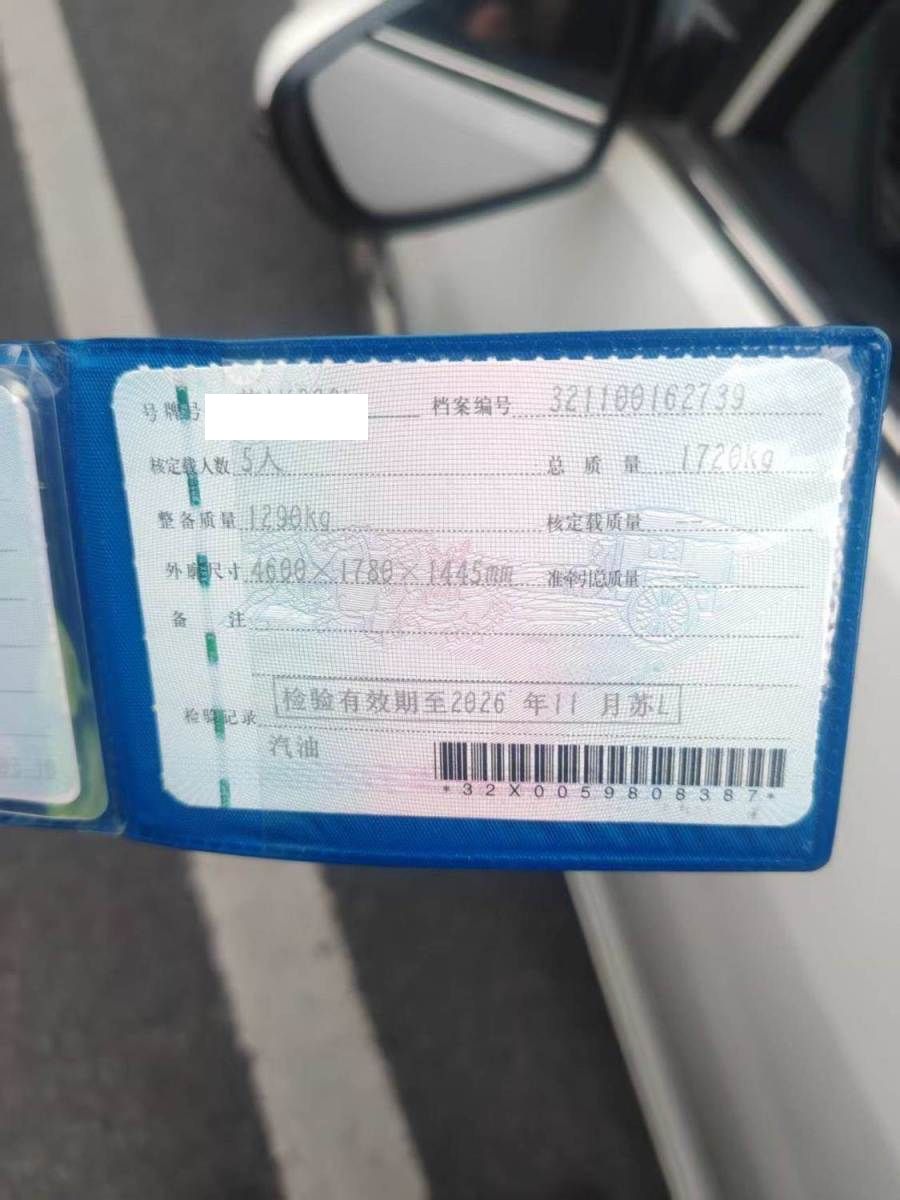 号牌号 档案编号 321100162739
核定载人数 5人 总质量 1720kg
整备质量 1290kg 核定载质量 --
外廓尺寸 4600×1780×1445mm 准牵引总质量
备注
检验记录 检验有效期至2026 年11 月苏L
汽油
*32X0059808387*